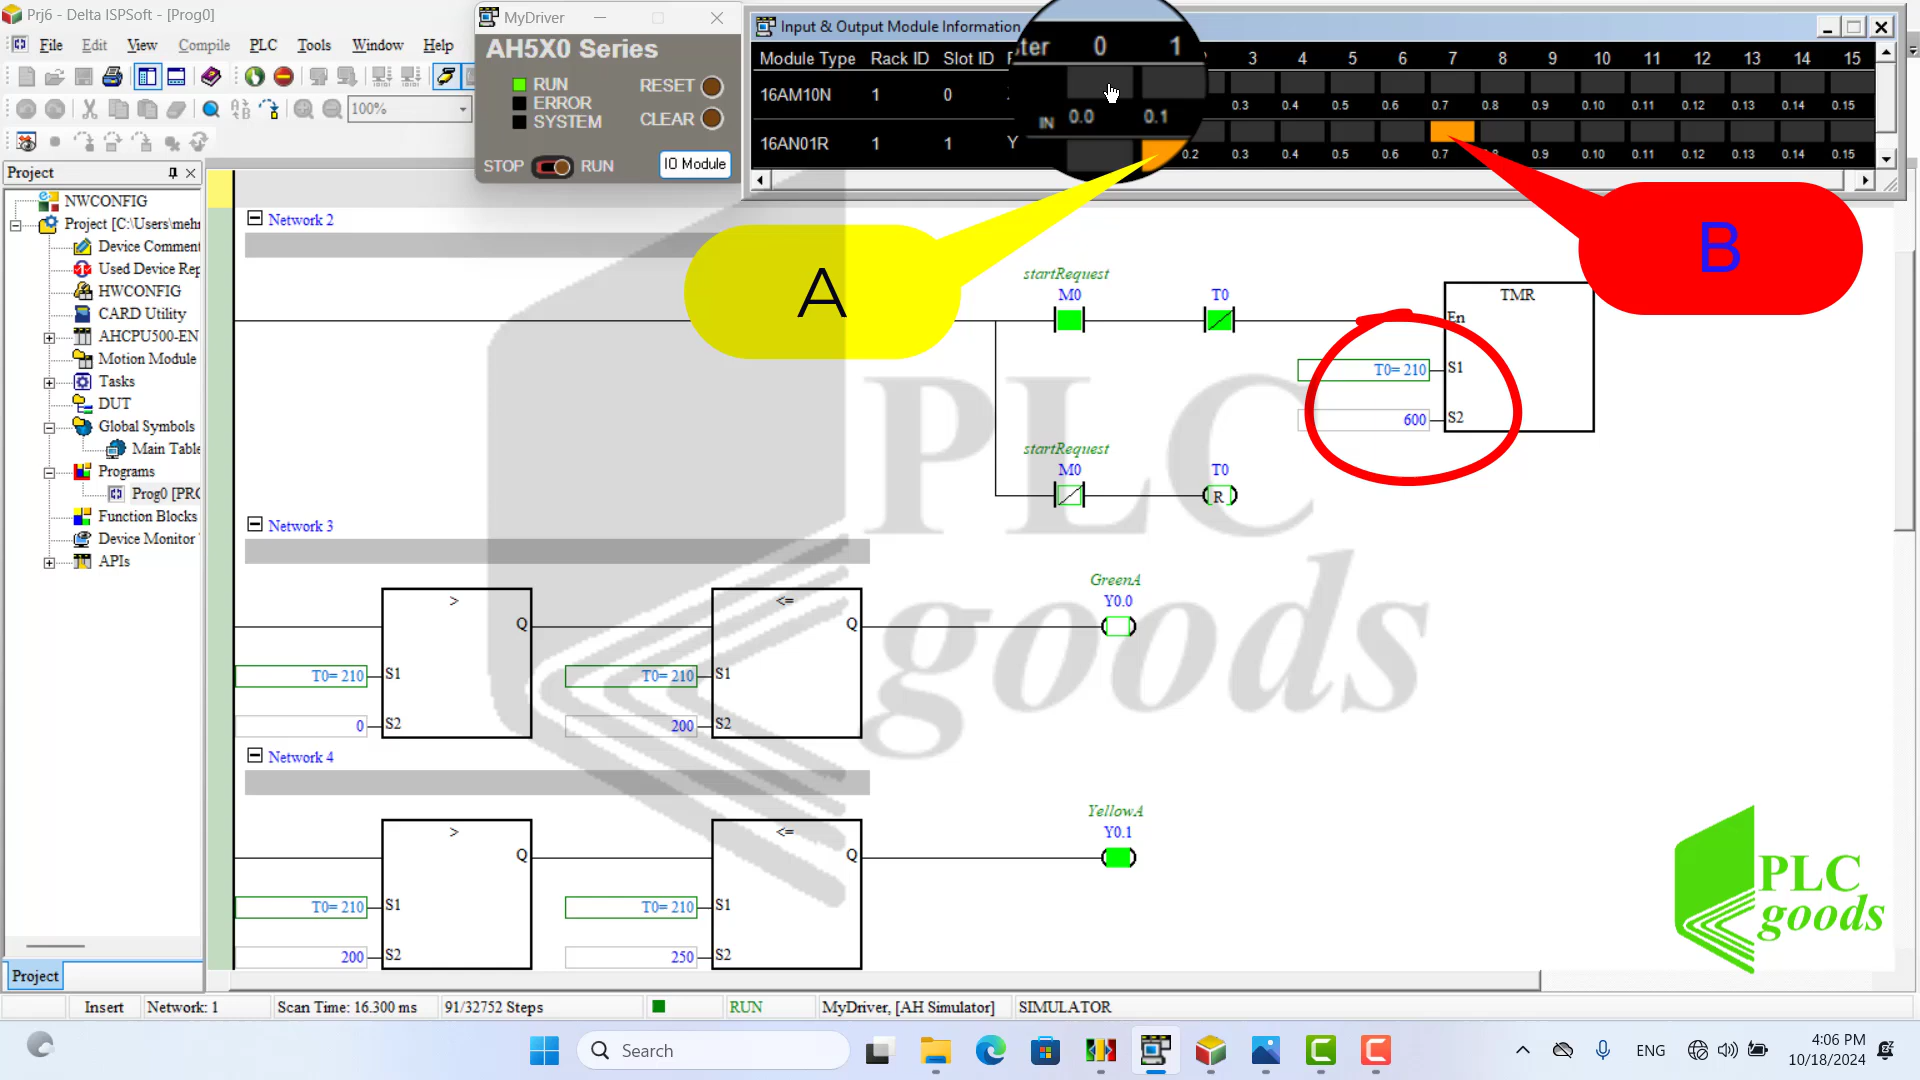 Prj6 - Delta ISPSoft - [Prog0]
File Edit View Compile PLC Tools Window Help
100%
MyDriver
AH5X0 Series
RUN
ERROR
SYSTEM
RESET
CLEAR
STOP RUN
IO Module
Input & Output Module Information
Module Type Rack ID Slot ID 3 4 5 6 7 8 9 10 11 12 13 14 15
ter 0 1
16AM10N 1 0 0.3 0.4 0.5 0.6 0.7 0.8 0.9 0.10 0.11 0.12 0.13 0.14 0.15
IN 0.0 0.1
16AN01R 1 1 Y 0.2 0.3 0.4 0.5 0.6 0.7 0.8 0.9 0.10 0.11 0.12 0.13 0.14 0.15
A
B
Project
NWCONFIG
Project [C:\Users\mehr
Device Comment
Used Device Rep
HWCONFIG
CARD Utility
AHCPU500-EN
Motion Module
Tasks
DUT
Global Symbols
Main Table
Programs
Prog0 [PRG
Function Blocks
Device Monitor
APIs
Project
Network 2
startRequest
M0 T0 TMR
En
T0= 210 S1
600 S2
startRequest
M0 T0
R
Network 3
GreenA
> <= Y0.0
Q Q
T0= 210 S1 T0= 210 S1
0 S2 200 S2
Network 4
YellowA
> <= Y0.1
Q Q
T0= 210 S1 T0= 210 S1
200 S2 250 S2
PLC
goods
PLC
goods
Insert Network: 1 Scan Time: 16.300 ms 91/32752 Steps RUN MyDriver, [AH Simulator] SIMULATOR
Search
ENG
4:06 PM
10/18/2024